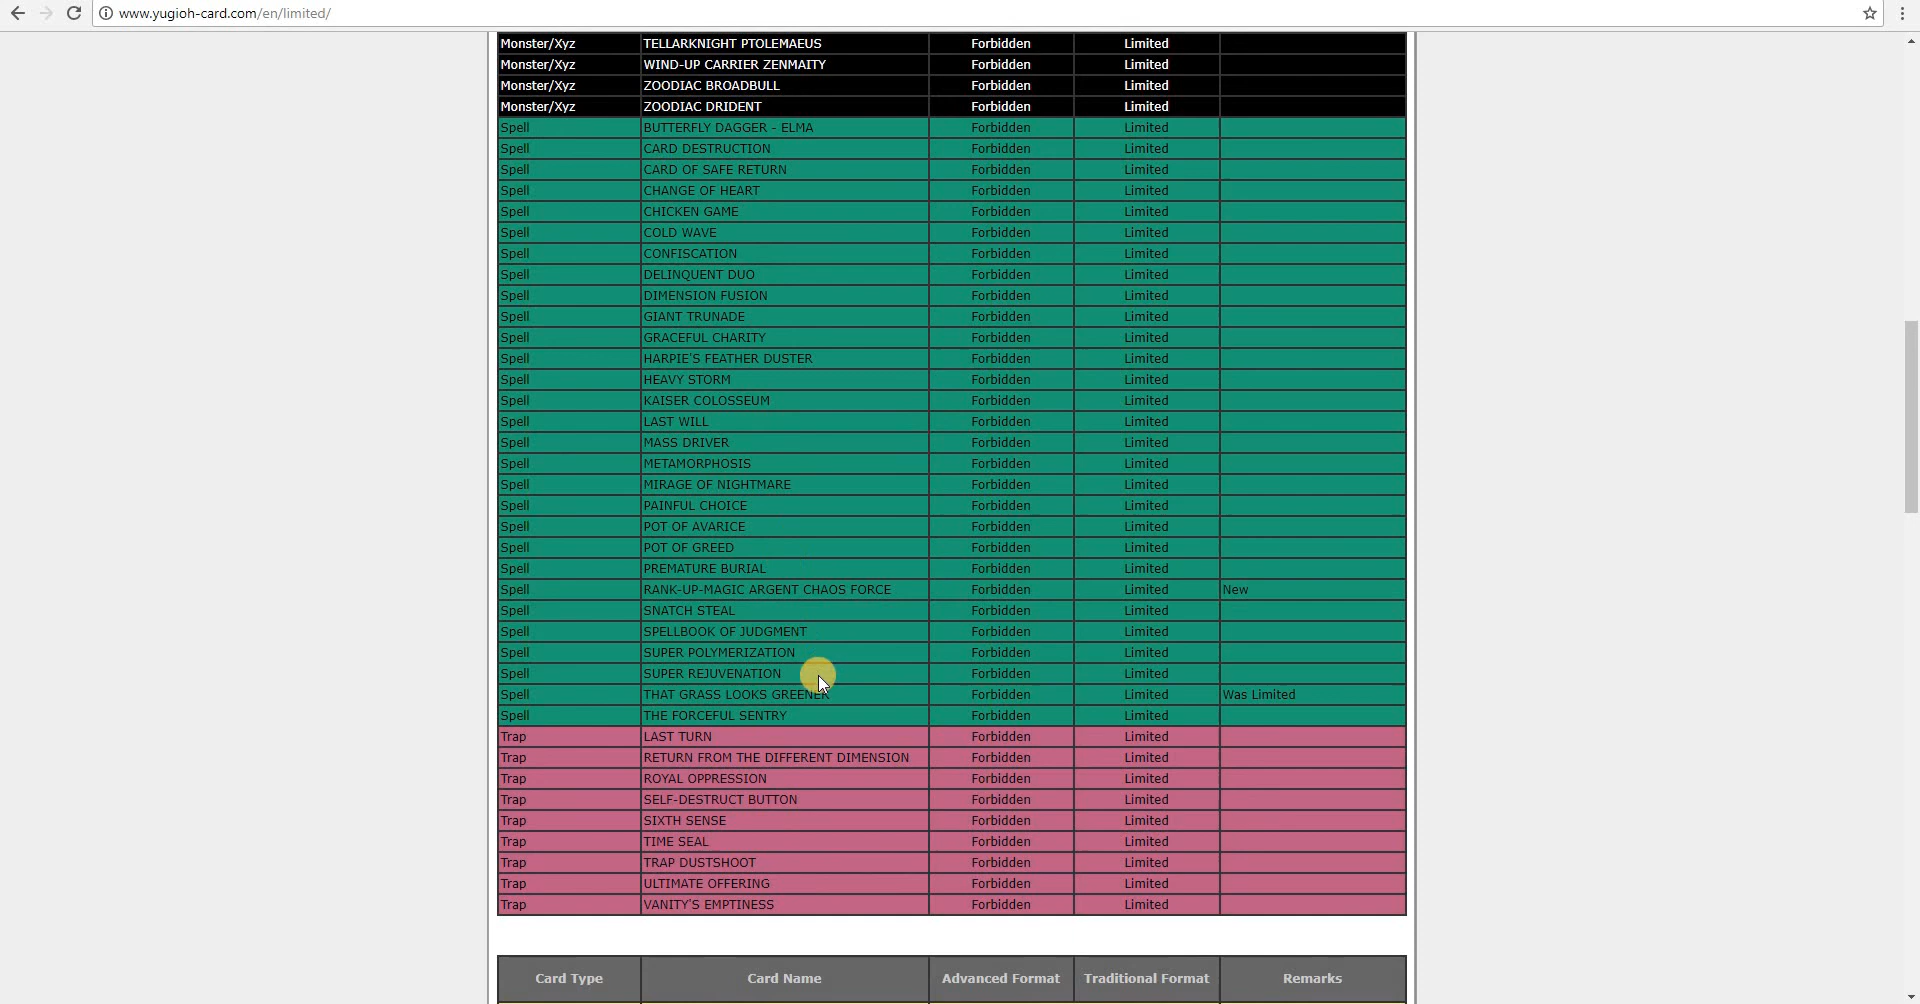 www.yugioh-card.com/en/limited/
Monster/Xyz TELLARKNIGHT PTOLEMAEUS Forbidden Limited
Monster/Xyz WIND-UP CARRIER ZENMAITY Forbidden Limited
Monster/Xyz ZOODIAC BROADBULL Forbidden Limited
Monster/Xyz ZOODIAC DRIDENT Forbidden Limited
Spell BUTTERFLY DAGGER - ELMA Forbidden Limited
Spell CARD DESTRUCTION Forbidden Limited
Spell CARD OF SAFE RETURN Forbidden Limited
Spell CHANGE OF HEART Forbidden Limited
Spell CHICKEN GAME Forbidden Limited
Spell COLD WAVE Forbidden Limited
Spell CONFISCATION Forbidden Limited
Spell DELINQUENT DUO Forbidden Limited
Spell DIMENSION FUSION Forbidden Limited
Spell GIANT TRUNADE Forbidden Limited
Spell GRACEFUL CHARITY Forbidden Limited
Spell HARPIE'S FEATHER DUSTER Forbidden Limited
Spell HEAVY STORM Forbidden Limited
Spell KAISER COLOSSEUM Forbidden Limited
Spell LAST WILL Forbidden Limited
Spell MASS DRIVER Forbidden Limited
Spell METAMORPHOSIS Forbidden Limited
Spell MIRAGE OF NIGHTMARE Forbidden Limited
Spell PAINFUL CHOICE Forbidden Limited
Spell POT OF AVARICE Forbidden Limited
Spell POT OF GREED Forbidden Limited
Spell PREMATURE BURIAL Forbidden Limited
Spell RANK-UP-MAGIC ARGENT CHAOS FORCE Forbidden Limited New
Spell SNATCH STEAL Forbidden Limited
Spell SPELLBOOK OF JUDGMENT Forbidden Limited
Spell SUPER POLYMERIZATION Forbidden Limited
Spell SUPER REJUVENATION Forbidden Limited
Spell THAT GRASS LOOKS GREENER Forbidden Limited Was Limited
Spell THE FORCEFUL SENTRY Forbidden Limited
Trap LAST TURN Forbidden Limited
Trap RETURN FROM THE DIFFERENT DIMENSION Forbidden Limited
Trap ROYAL OPPRESSION Forbidden Limited
Trap SELF-DESTRUCT BUTTON Forbidden Limited
Trap SIXTH SENSE Forbidden Limited
Trap TIME SEAL Forbidden Limited
Trap TRAP DUSTSHOOT Forbidden Limited
Trap ULTIMATE OFFERING Forbidden Limited
Trap VANITY'S EMPTINESS Forbidden Limited
Card Type Card Name Advanced Format Traditional Format Remarks